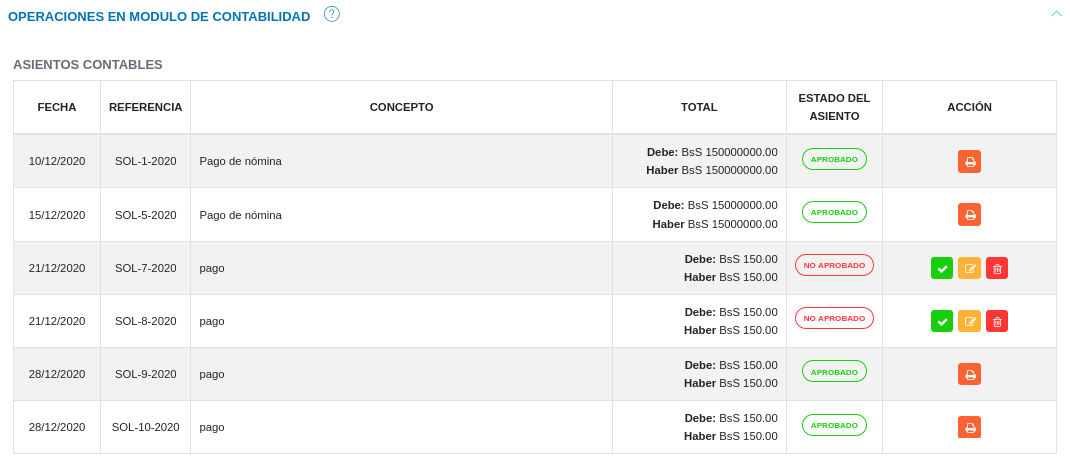 OPERACIONES EN MODULO DE CONTABILIDAD ?
ASIENTOS CONTABLES
FECHA REFERENCIA CONCEPTO TOTAL ESTADO DEL ASIENTO ACCIÓN
10/12/2020 SOL-1-2020 Pago de nómina Debe: BsS 150000000.00 APROBADO
Haber BsS 150000000.00
15/12/2020 SOL-5-2020 Pago de nómina Debe: BsS 15000000.00 APROBADO
Haber BsS 15000000.00
21/12/2020 SOL-7-2020 pago Debe: BsS 150.00 NO APROBADO
Haber BsS 150.00
21/12/2020 SOL-8-2020 pago Debe: BsS 150.00 NO APROBADO
Haber BsS 150.00
28/12/2020 SOL-9-2020 pago Debe: BsS 150.00 APROBADO
Haber BsS 150.00
28/12/2020 SOL-10-2020 pago Debe: BsS 150.00 APROBADO
Haber BsS 150.00